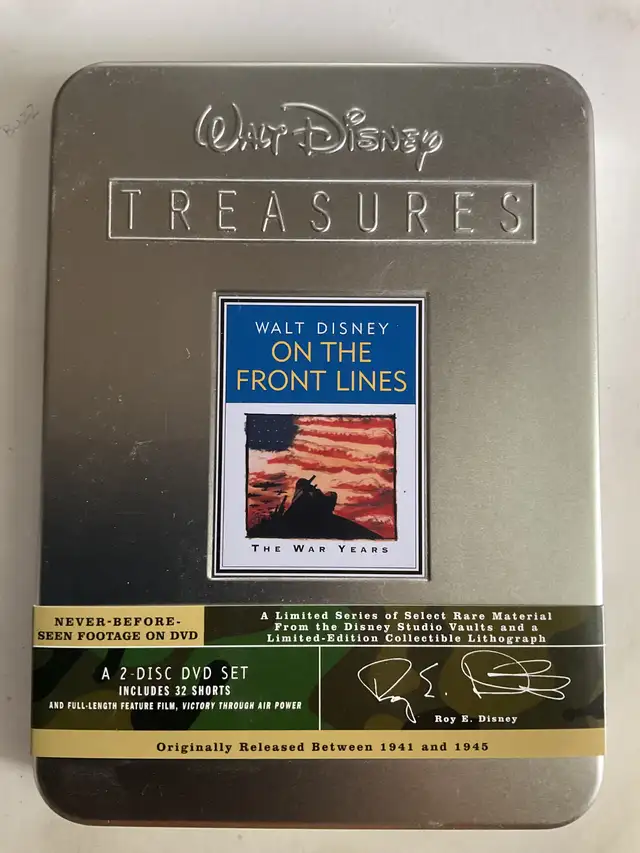 WALT DISNEY
TREASURES
WALT DISNEY
ON THE
FRONT LINES
THE WAR YEARS
NEVER-BEFORE-
SEEN FOOTAGE ON DVD
A Limited Series of Select Rare Material
From the Disney Studio Vaults and a
Limited-Edition Collectible Lithograph
A 2-DISC DVD SET
INCLUDES 32 SHORTS
AND FULL-LENGTH FEATURE FILM, VICTORY THROUGH AIR POWER
Roy E. Disney
Roy E. Disney
Originally Released Between 1941 and 1945